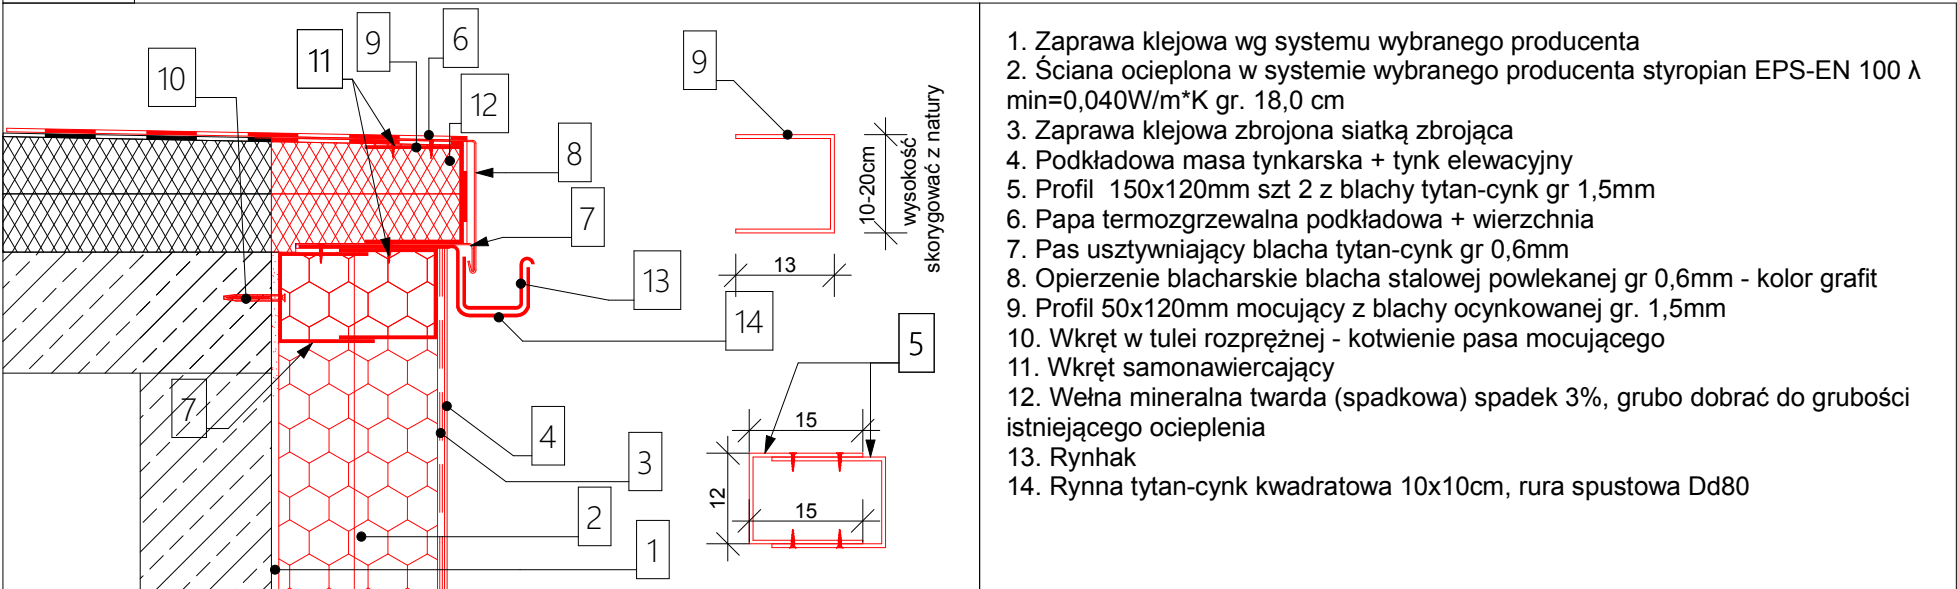 11
9
6
10
12
8
7
13
14
7
4
3
2
1
9
10-20cm
wysokość
skorygować z natury
13
5
15
12
15
1. Zaprawa klejowa wg systemu wybranego producenta
2. Ściana ocieplona w systemie wybranego producenta styropian EPS-EN 100 λ
min=0,040W/m*K gr. 18,0 cm
3. Zaprawa klejowa zbrojona siatką zbrojąca
4. Podkładowa masa tynkarska + tynk elewacyjny
5. Profil 150x120mm szt 2 z blachy tytan-cynk gr 1,5mm
6. Papa termozgrzewalna podkładowa + wierzchnia
7. Pas usztywniający blacha tytan-cynk gr 0,6mm
8. Opierzenie blacharskie blacha stalowej powlekanej gr 0,6mm - kolor grafit
9. Profil 50x120mm mocujący z blachy ocynkowanej gr. 1,5mm
10. Wkręt w tulei rozprężnej - kotwienie pasa mocującego
11. Wkręt samonawiercający
12. Wełna mineralna twarda (spadkowa) spadek 3%, grubo dobrać do grubości
istniejącego ocieplenia
13. Rynhak
14. Rynna tytan-cynk kwadratowa 10x10cm, rura spustowa Dd80